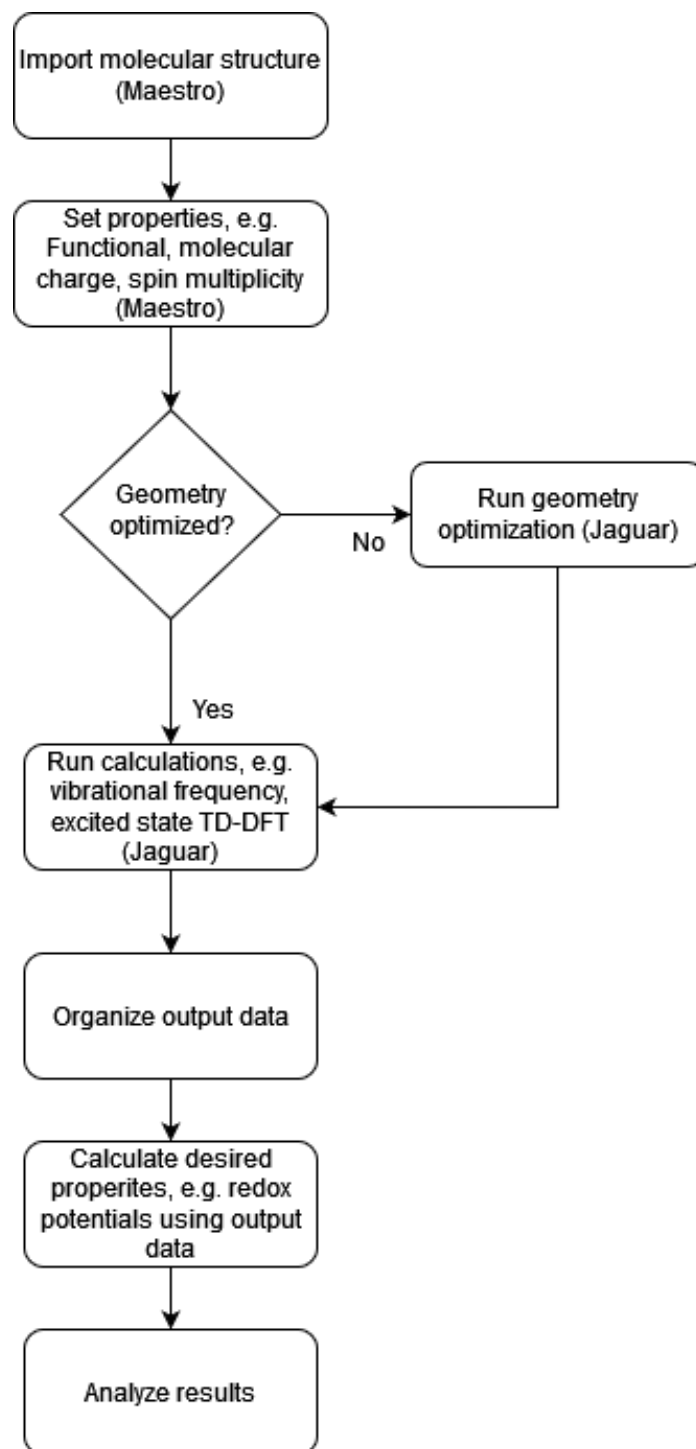 Import molecular structure
(Maestro)
Set properties, e.g.
Functional, molecular
charge, spin multiplicity
(Maestro)
Geometry
optimized?
No
Run geometry
optimization (Jaguar)
Yes
Run calculations, e.g.
vibrational frequency,
excited state TD-DFT
(Jaguar)
Organize output data
Calculate desired
properites, e.g. redox
potentials using output
data
Analyze results